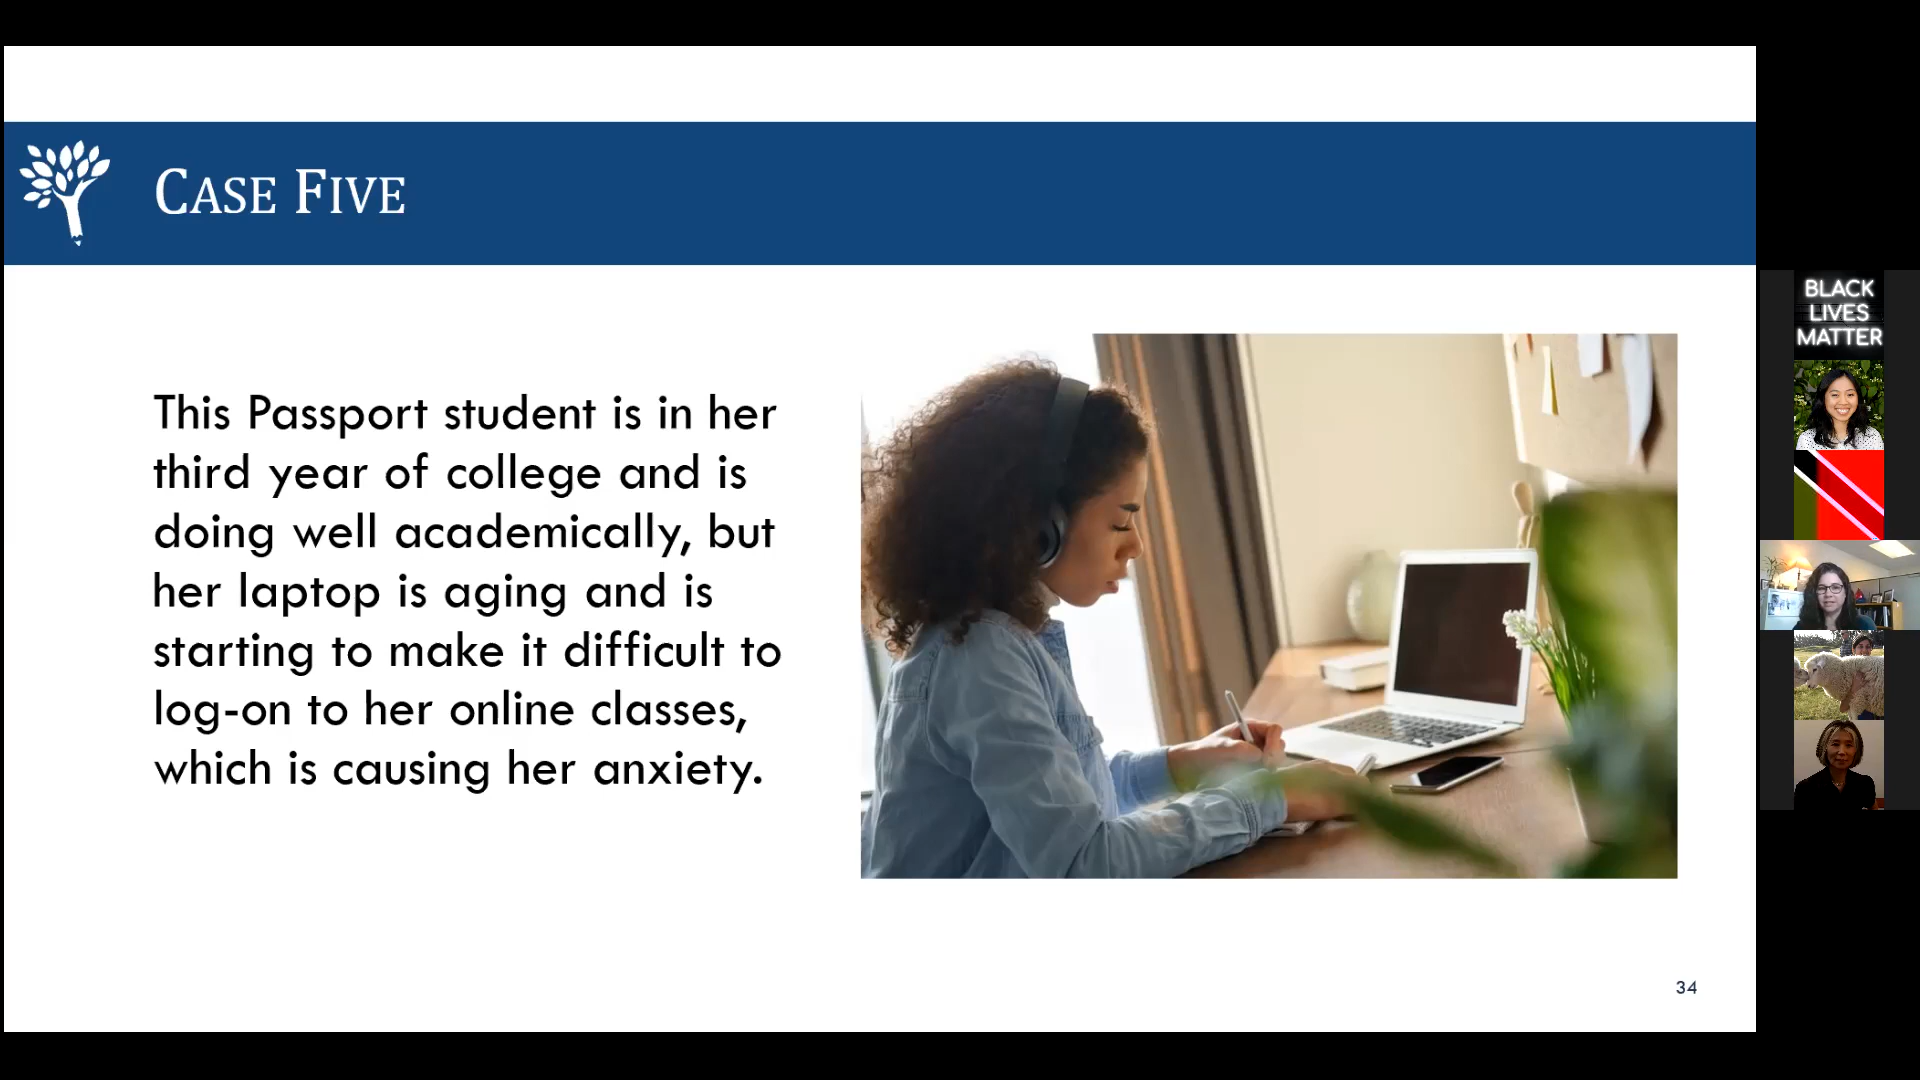 CASE FIVE
This Passport student is in her
third year of college and is
doing well academically, but
her laptop is aging and is
starting to make it difficult to
log-on to her online classes,
which is causing her anxiety.
34
BLACK
LIVES
MATTER